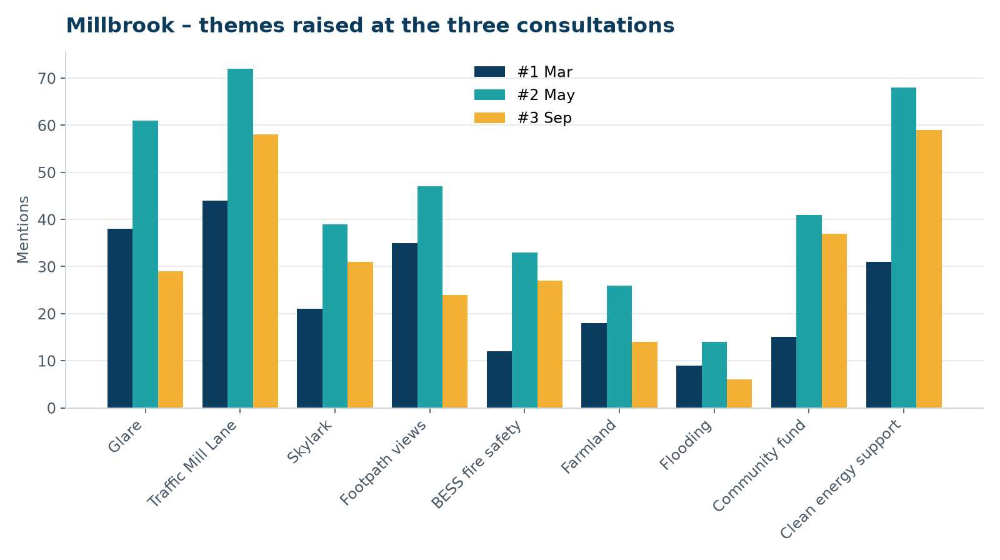 Millbrook – themes raised at the three consultations
#1 Mar
#2 May
#3 Sep
Mentions
70
60
50
40
30
20
10
0
Glare
Traffic Mill Lane
Skylark
Footpath views
BESS fire safety
Farmland
Flooding
Community fund
Clean energy support